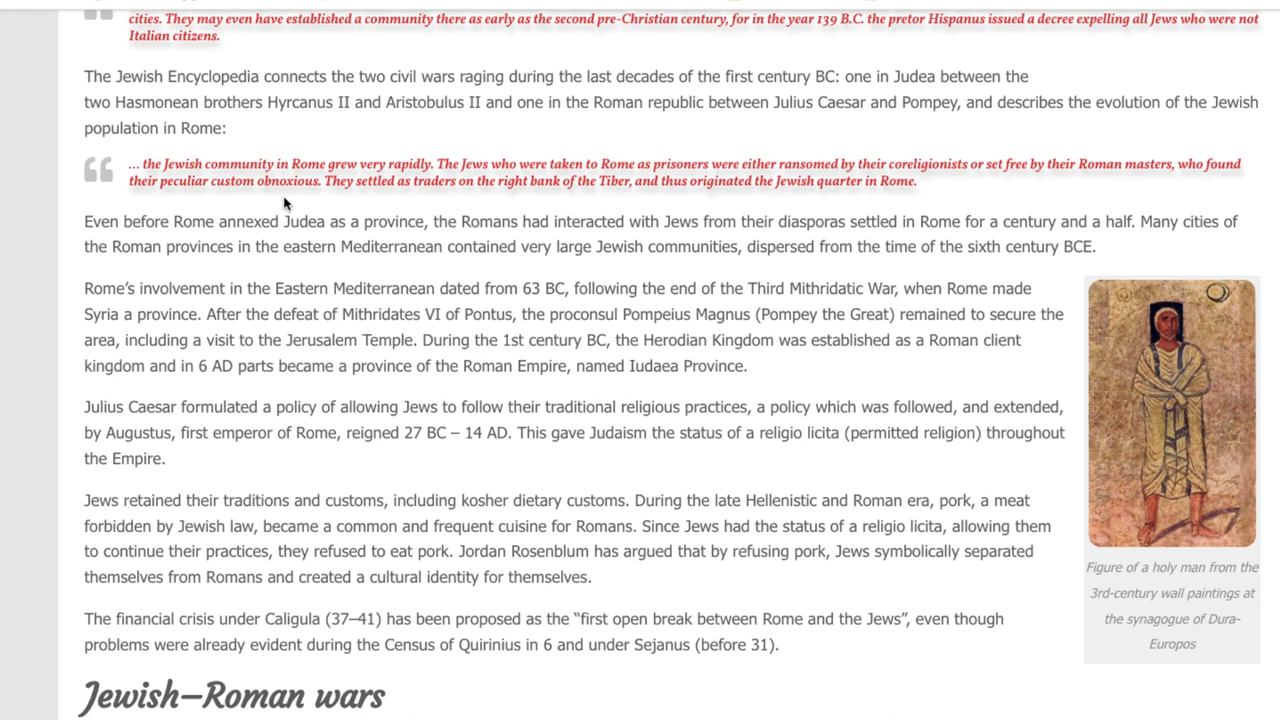 cities. They may even have established a community there as early as the second pre-Christian century, for in the year 139 B.C. the pretor Hispanus issued a decree expelling all Jews who were not
Italian citizens.
The Jewish Encyclopedia connects the two civil wars raging during the last decades of the first century BC: one in Judea between the
two Hasmonean brothers Hyrcanus II and Aristobulus II and one in the Roman republic between Julius Caesar and Pompey, and describes the evolution of the Jewish
population in Rome:
... the Jewish community in Rome grew very rapidly. The Jews who were taken to Rome as prisoners were either ransomed by their coreligionists or set free by their Roman masters, who found
their peculiar custom obnoxious. They settled as traders on the right bank of the Tiber, and thus originated the Jewish quarter in Rome.
Even before Rome annexed Judea as a province, the Romans had interacted with Jews from their diasporas settled in Rome for a century and a half. Many cities of
the Roman provinces in the eastern Mediterranean contained very large Jewish communities, dispersed from the time of the sixth century BCE.
Rome’s involvement in the Eastern Mediterranean dated from 63 BC, following the end of the Third Mithridatic War, when Rome made
Syria a province. After the defeat of Mithridates VI of Pontus, the proconsul Pompeius Magnus (Pompey the Great) remained to secure the
area, including a visit to the Jerusalem Temple. During the 1st century BC, the Herodian Kingdom was established as a Roman client
kingdom and in 6 AD parts became a province of the Roman Empire, named Iudaea Province.
Julius Caesar formulated a policy of allowing Jews to follow their traditional religious practices, a policy which was followed, and extended,
by Augustus, first emperor of Rome, reigned 27 BC – 14 AD. This gave Judaism the status of a religio licita (permitted religion) throughout
the Empire.
Jews retained their traditions and customs, including kosher dietary customs. During the late Hellenistic and Roman era, pork, a meat
forbidden by Jewish law, became a common and frequent cuisine for Romans. Since Jews had the status of a religio licita, allowing them
to continue their practices, they refused to eat pork. Jordan Rosenblum has argued that by refusing pork, Jews symbolically separated
themselves from Romans and created a cultural identity for themselves.
The financial crisis under Caligula (37–41) has been proposed as the “first open break between Rome and the Jews”, even though
problems were already evident during the Census of Quirinius in 6 and under Sejanus (before 31).
Figure of a holy man from the
3rd-century wall paintings at
the synagogue of Dura-
Europos
Jewish–Roman wars